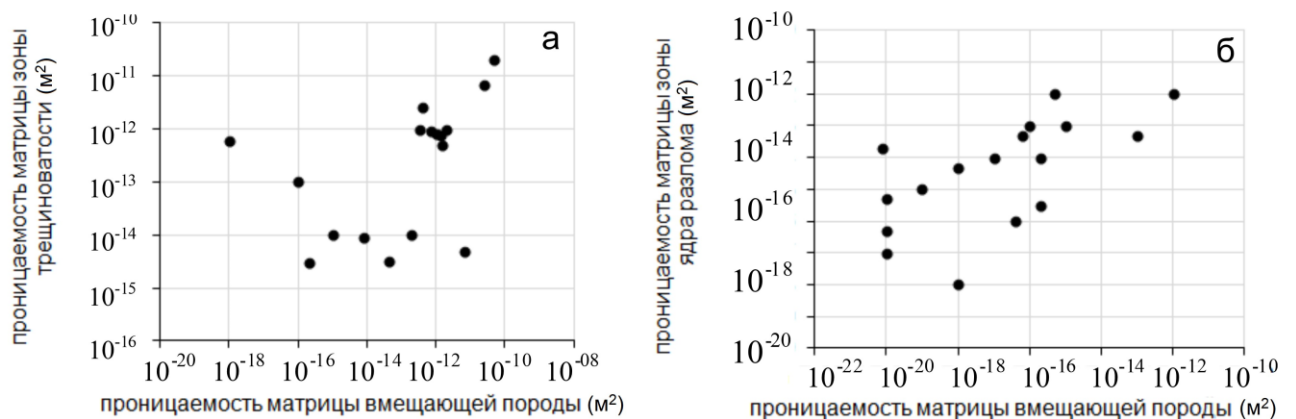 проницаемость матрицы зоны
трещиноватости (м²)
10⁻¹⁰
10⁻¹¹
10⁻¹²
10⁻¹³
10⁻¹⁴
10⁻¹⁵
10⁻¹⁶
а
10⁻²⁰ 10⁻¹⁸ 10⁻¹⁶ 10⁻¹⁴ 10⁻¹² 10⁻¹⁰ 10⁻⁰⁸
проницаемость матрицы вмещающей породы (м²)
проницаемость матрицы зоны
ядра разлома (м²)
10⁻¹⁰
10⁻¹²
10⁻¹⁴
10⁻¹⁶
10⁻¹⁸
10⁻²⁰
б
10⁻²² 10⁻²⁰ 10⁻¹⁸ 10⁻¹⁶ 10⁻¹⁴ 10⁻¹² 10⁻¹⁰
проницаемость матрицы вмещающей породы (м²)